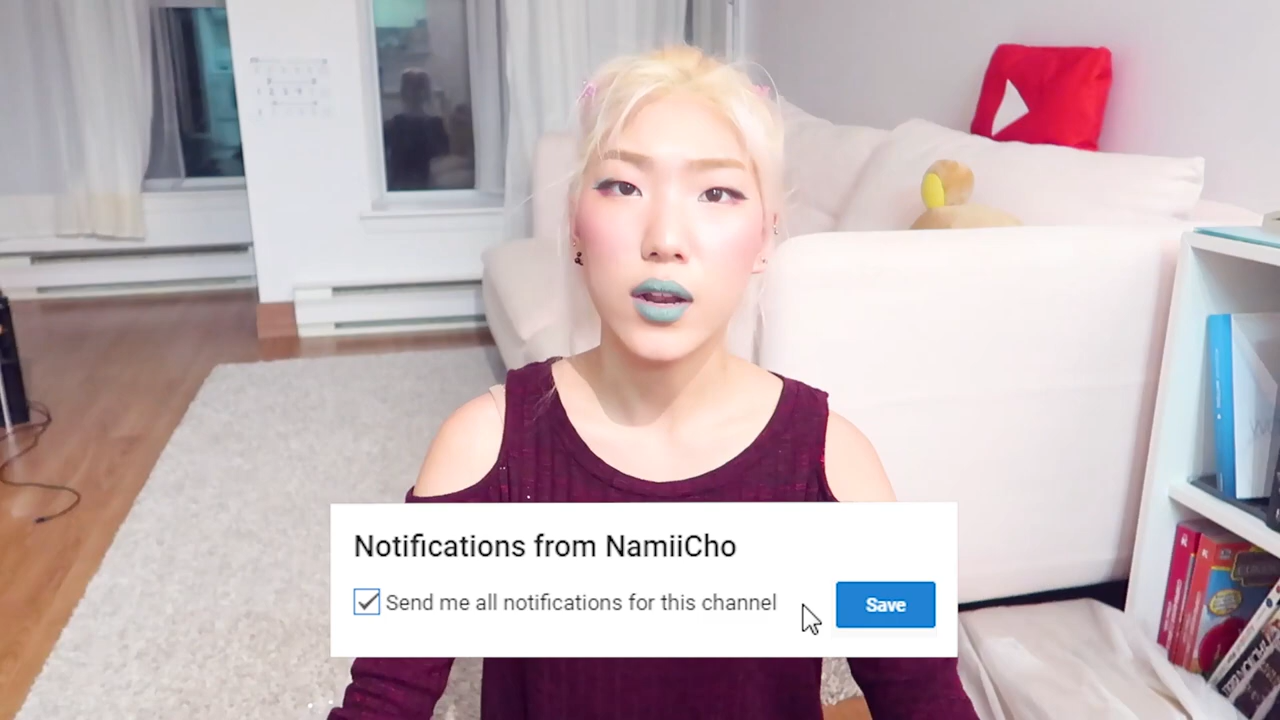 Notifications from NamiiCho
Send me all notifications for this channel
Save